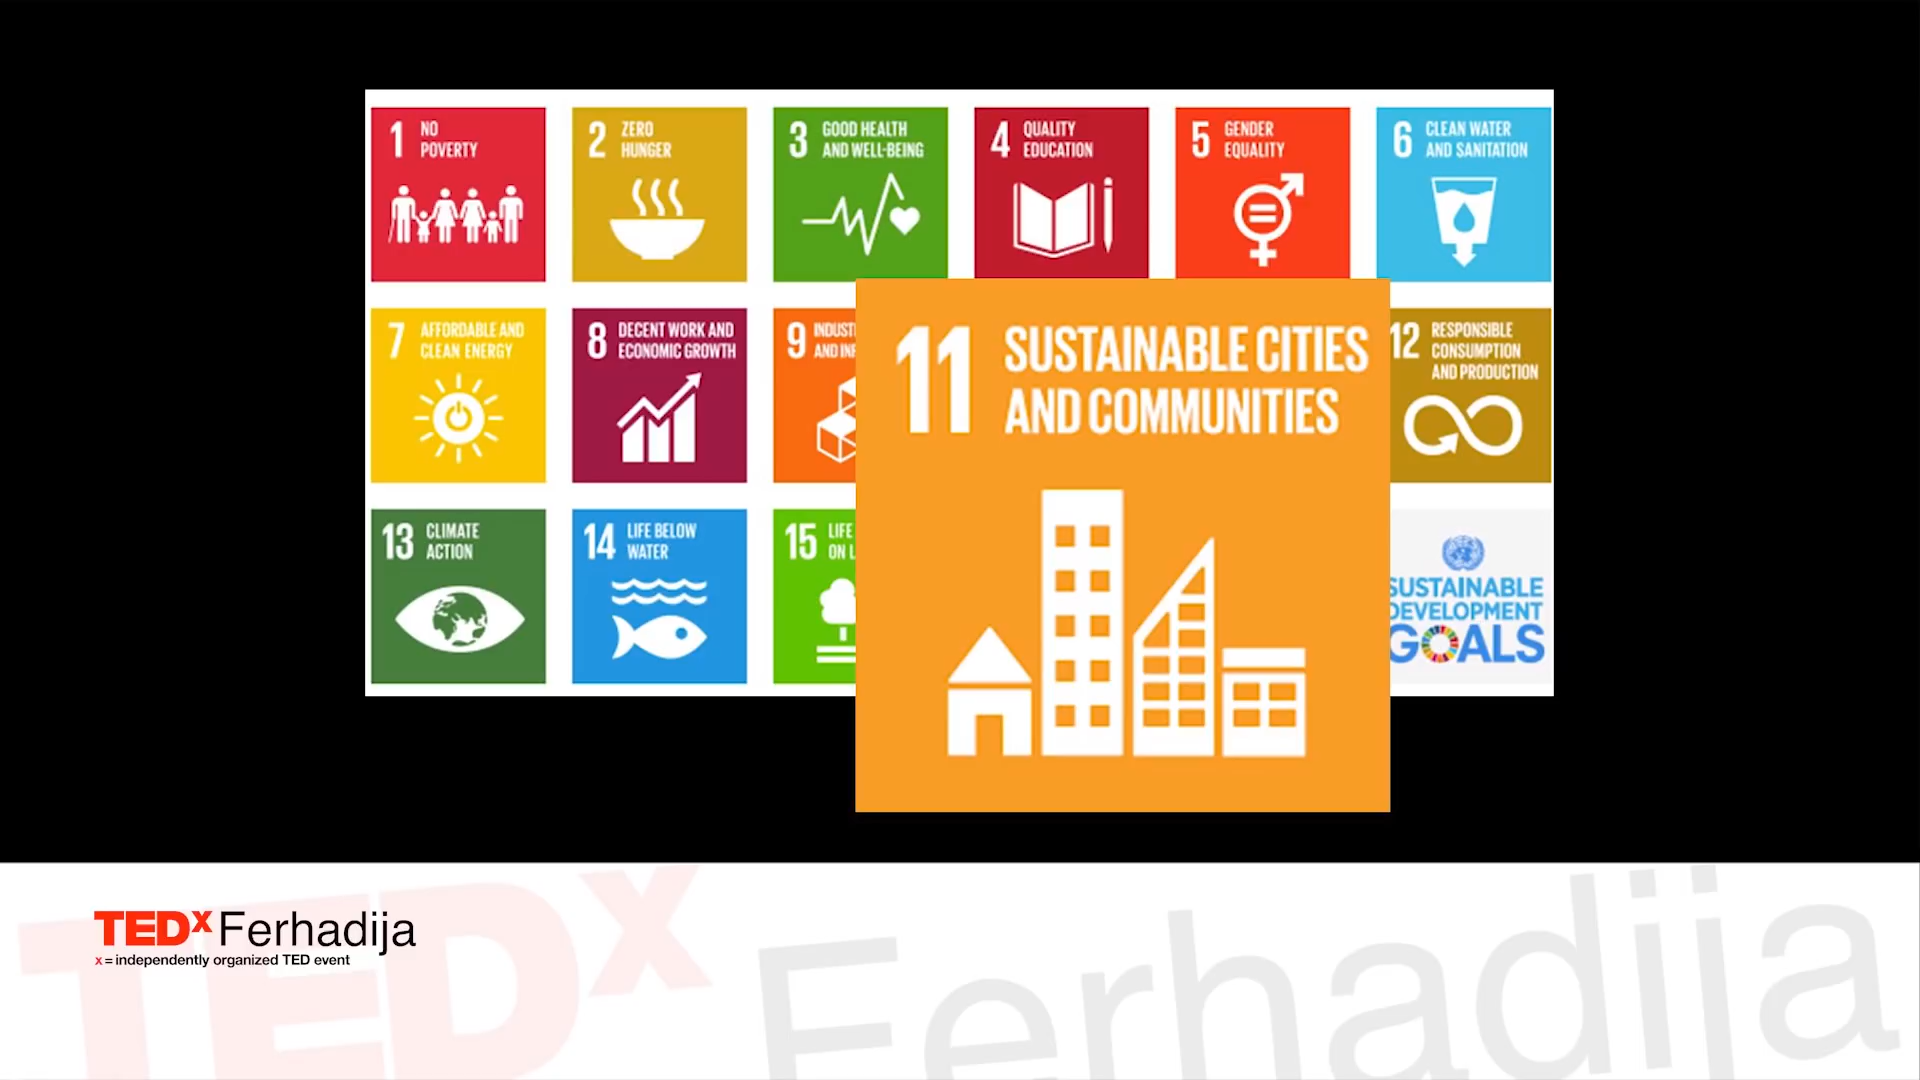 1 NO
POVERTY
2 ZERO
HUNGER
3 GOOD HEALTH
AND WELL-BEING
4 QUALITY
EDUCATION
5 GENDER
EQUALITY
6 CLEAN WATER
AND SANITATION
7 AFFORDABLE AND
CLEAN ENERGY
8 DECENT WORK AND
ECONOMIC GROWTH
9
AND
11 SUSTAINABLE CITIES
AND COMMUNITIES
12 RESPONSIBLE
CONSUMPTION
AND PRODUCTION
13 CLIMATE
ACTION
14 LIFE BELOW
WATER
15 LIFE
ON
SUSTAINABLE
DEVELOPMENT
GOALS
TEDx Ferhadija
x = independently organized TED event
TEDx Ferhadija